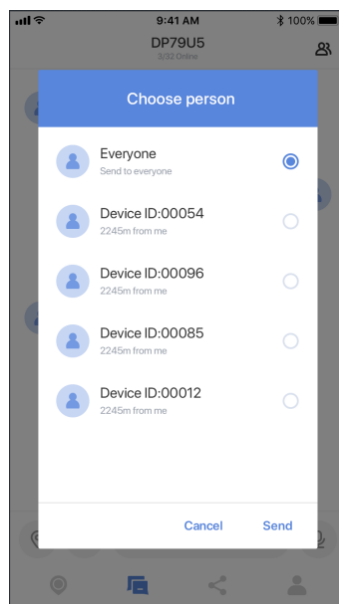 9:41 AM
100%
DP79U5
3/32 Online
Choose person
Everyone
Send to everyone
Device ID:00054
2245m from me
Device ID:00096
2245m from me
Device ID:00085
2245m from me
Device ID:00012
2245m from me
Cancel
Send